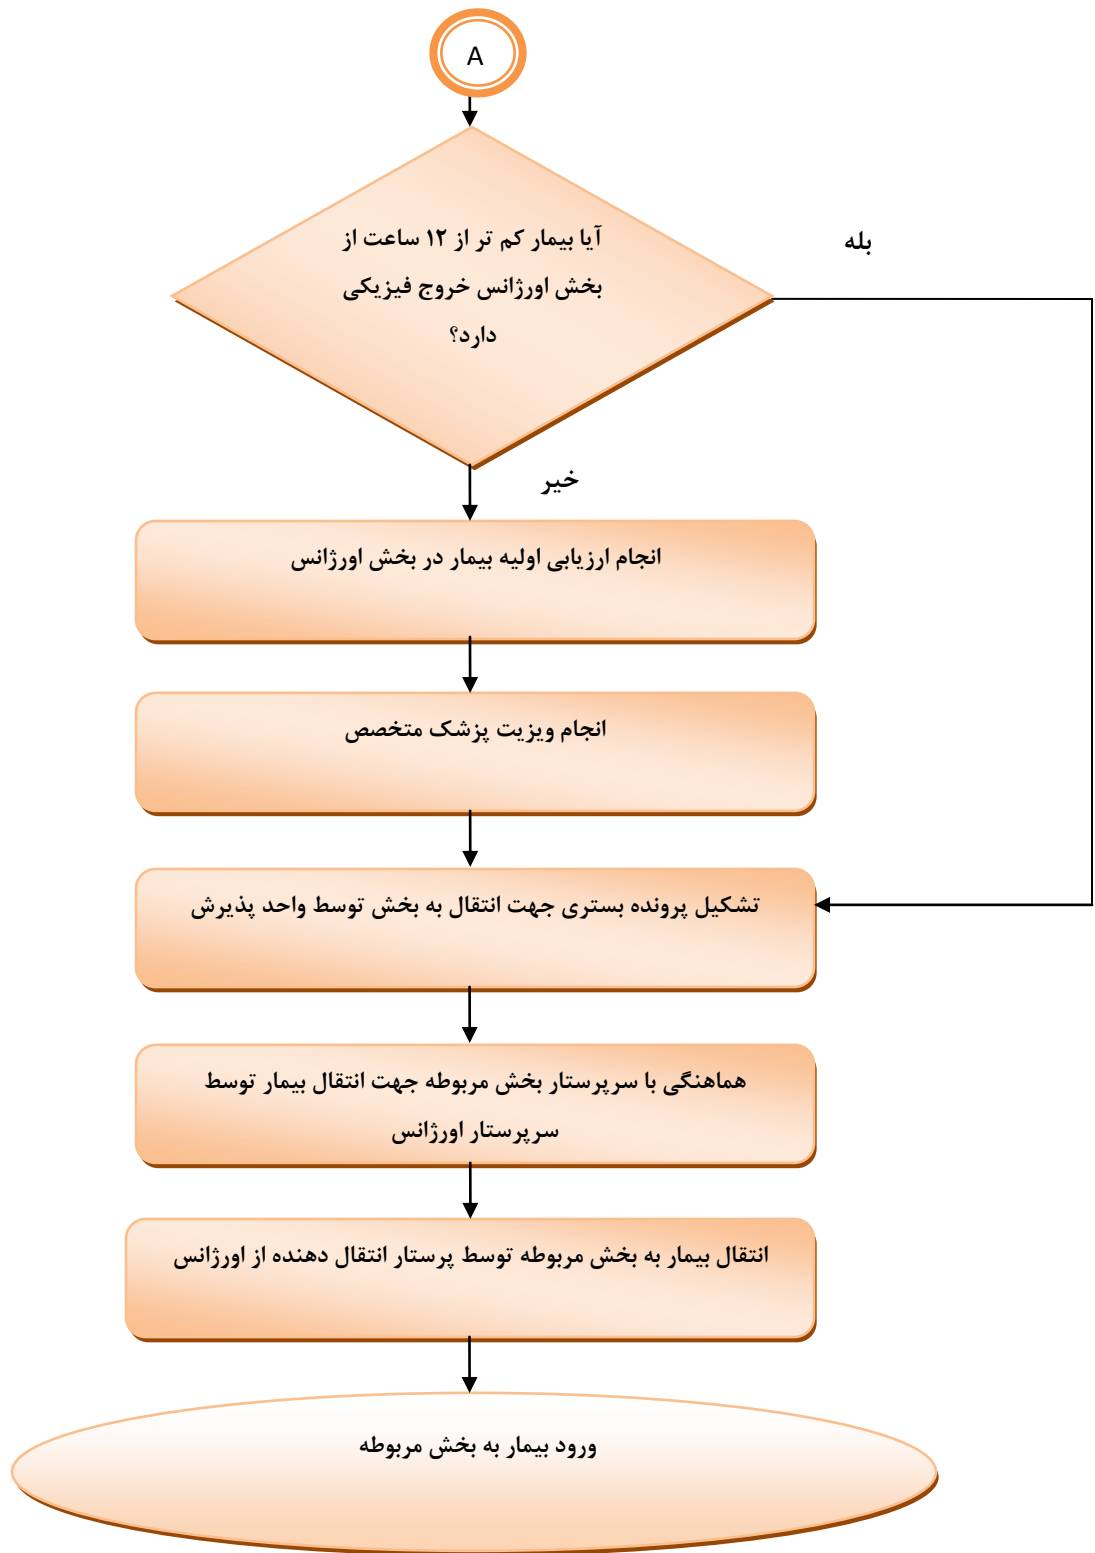 A
آیا بیمار کم تر از ۱۲ ساعت از
بخش اورژانس خروج فیزیکی
دارد؟
بله
خیر
انجام ارزیابی اولیه بیمار در بخش اورژانس
انجام ویزیت پزشک متخصص
تشکیل پرونده بستری جهت انتقال به بخش توسط واحد پذیرش
هماهنگی با سرپرستار بخش مربوطه جهت انتقال بیمار توسط
سرپرستار اورژانس
انتقال بیمار به بخش مربوطه توسط پرستار انتقال دهنده از اورژانس
ورود بیمار به بخش مربوطه